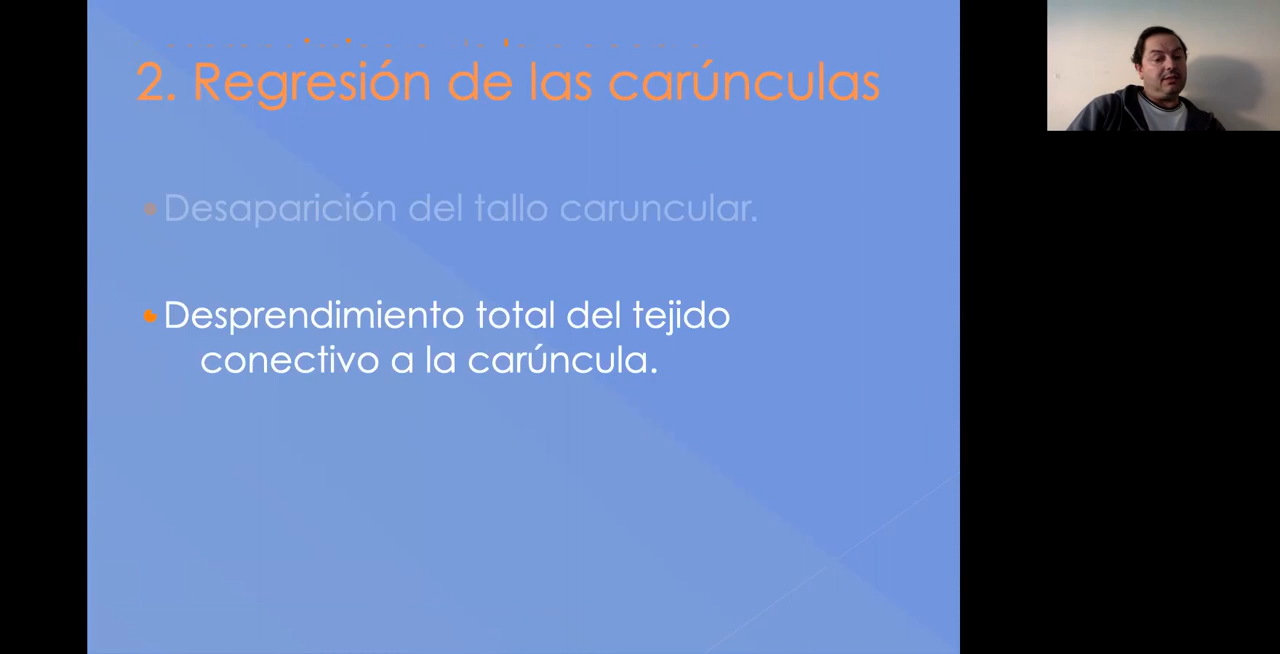 2. Regresión de las carúnculas
• Desaparición del tallo caruncular.
• Desprendimiento total del tejido
conectivo a la carúncula.